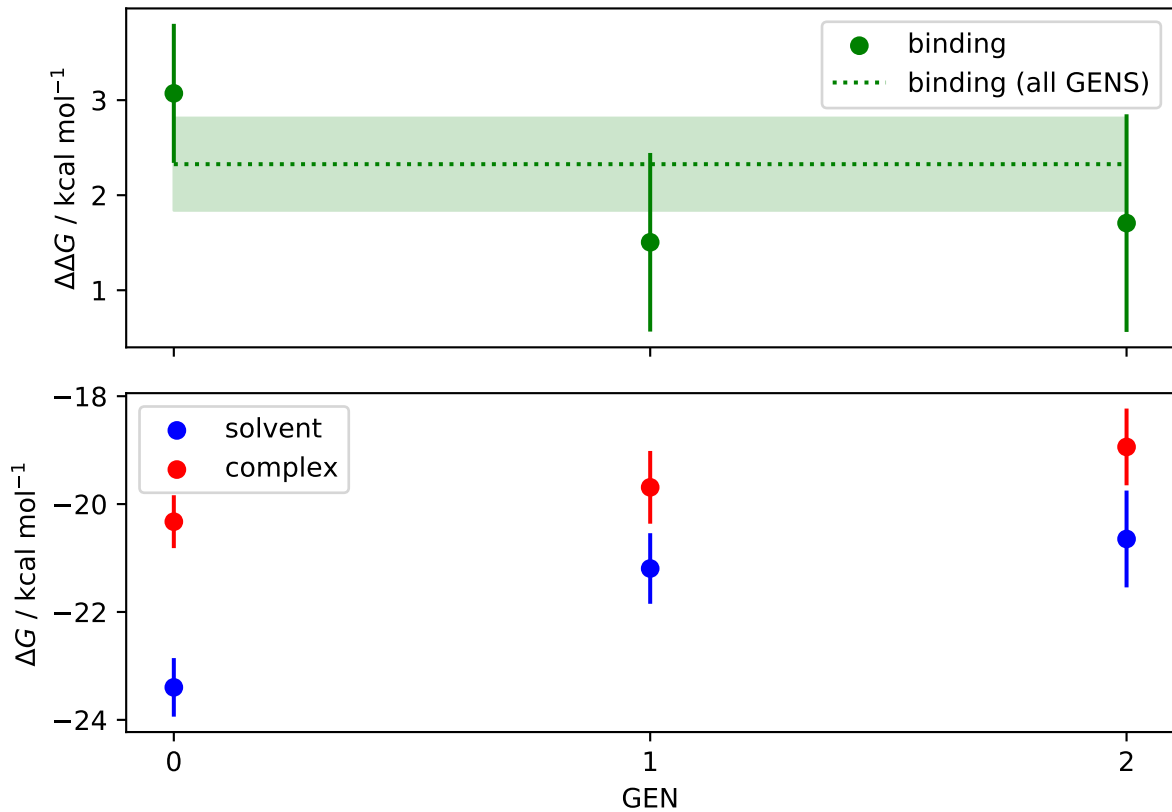 binding
binding (all GENS)
3
2
1
ΔΔG / kcal mol⁻¹
solvent
complex
−18
−20
−22
−24
ΔG / kcal mol⁻¹
0 1 2
GEN